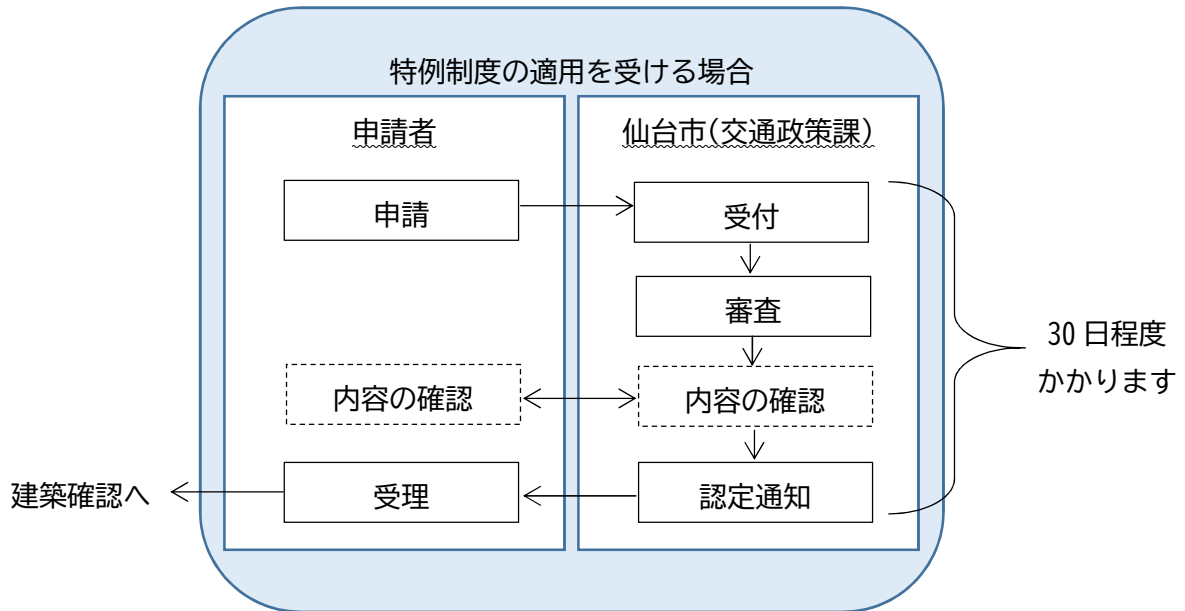 特例制度の適用を受ける場合
申請者
仙台市(交通政策課)
申請
受付
審査
内容の確認
内容の確認
受理
認定通知
建築確認へ
30日程度
かかります